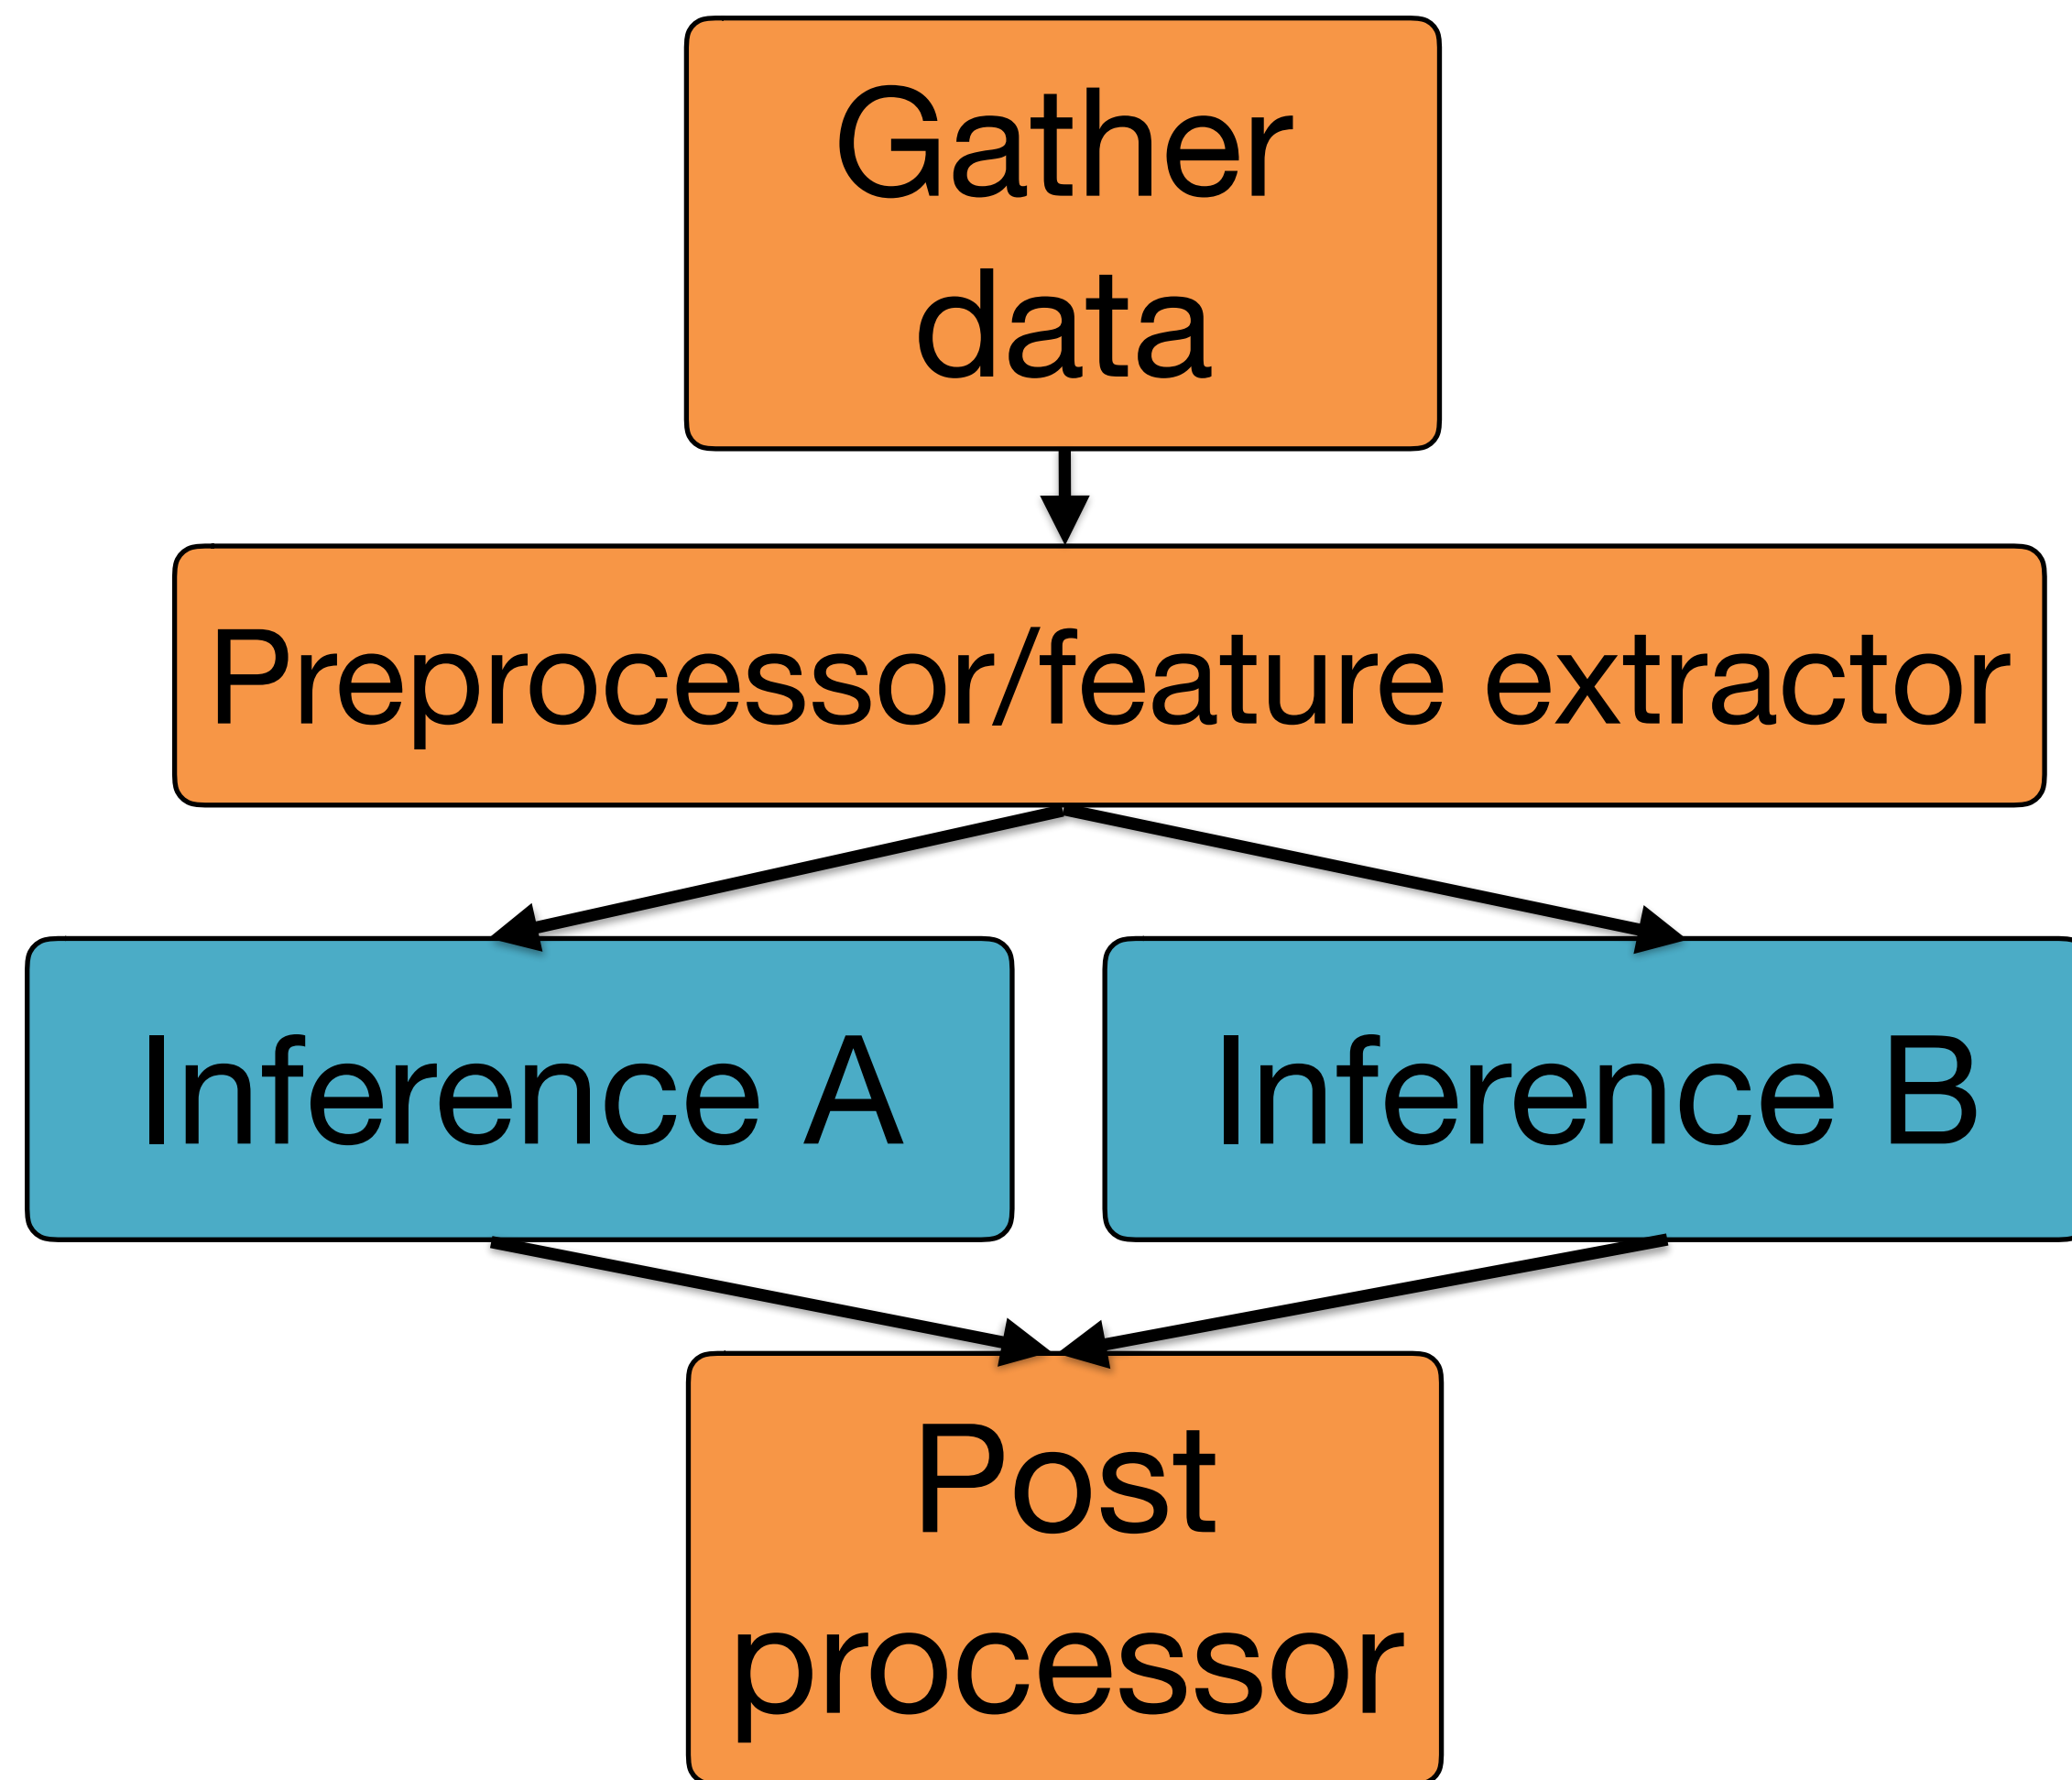 Gather
data
Preprocessor/feature extractor
Inference A
Inference B
Post
processor